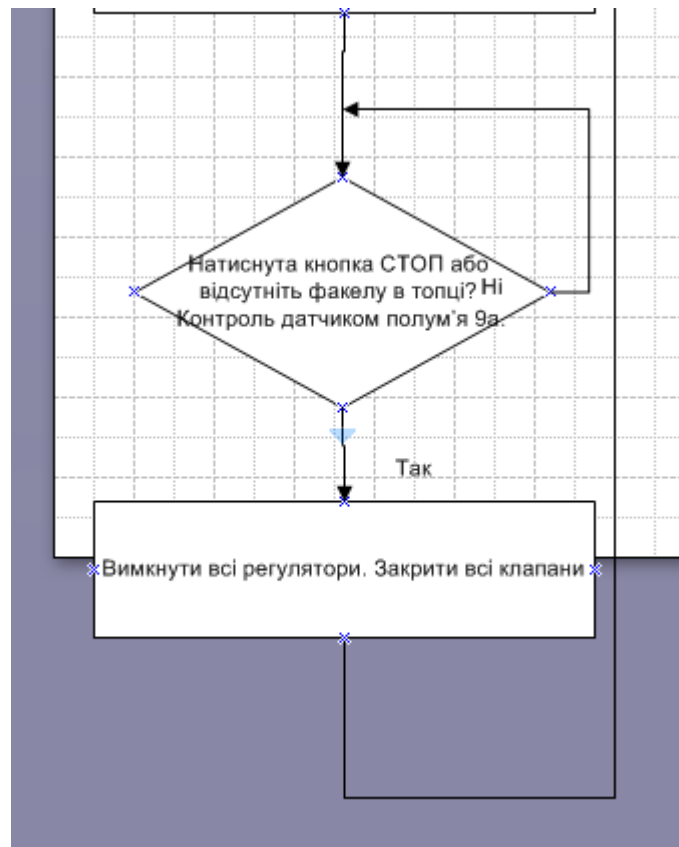 Натиснута кнопка СТОП або
відсутніть факелу в топці?
Ні
Контроль датчиком полум'я 9а.
Так
Вимкнути всі регулятори. Закрити всі клапани